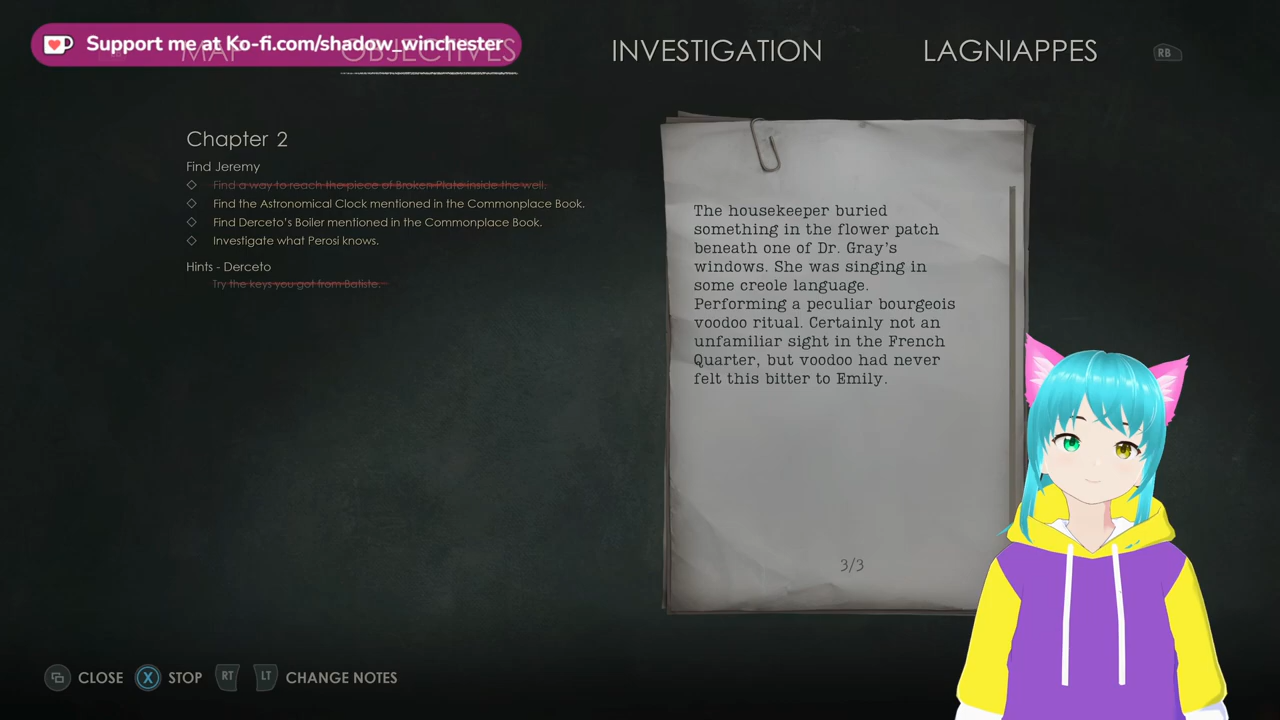 Support me at Ko-fi.com/shadow_winchester
MAP OBJECTIVES INVESTIGATION LAGNIAPPES RB
Chapter 2
Find Jeremy
Find a way to reach the piece of Broken Plate inside the well.
Find the Astronomical Clock mentioned in the Commonplace Book.
Find Derceto's Boiler mentioned in the Commonplace Book.
Investigate what Perosi knows.
Hints - Derceto
Try the keys you got from Batiste.
The housekeeper buried
something in the flower patch
beneath one of Dr. Gray's
windows. She was singing in
some creole language.
Performing a peculiar bourgeois
voodoo ritual. Certainly not an
unfamiliar sight in the French
Quarter, but voodoo had never
felt this bitter to Emily.
3/3
CLOSE X STOP RT LT CHANGE NOTES